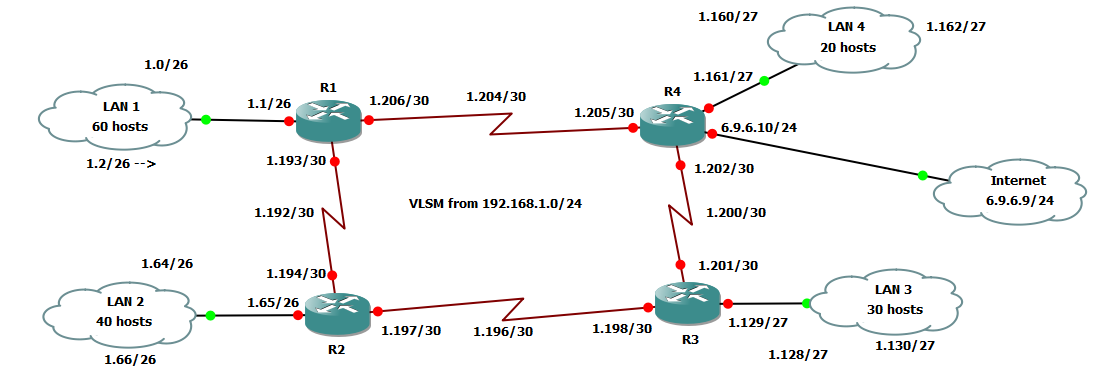 1.160/27
LAN 4
20 hosts
1.162/27
1.0/26
LAN 1
60 hosts
1.2/26 -->
1.1/26
R1
1.206/30
1.204/30
1.205/30
R4
1.161/27
6.9.6.10/24
1.193/30
1.202/30
Internet
6.9.6.9/24
1.192/30
VLSM from 192.168.1.0/24
1.200/30
1.194/30
1.201/30
1.64/26
LAN 2
40 hosts
1.66/26
1.65/26
R2
1.197/30
1.196/30
1.198/30
R3
1.129/27
LAN 3
30 hosts
1.130/27
1.128/27